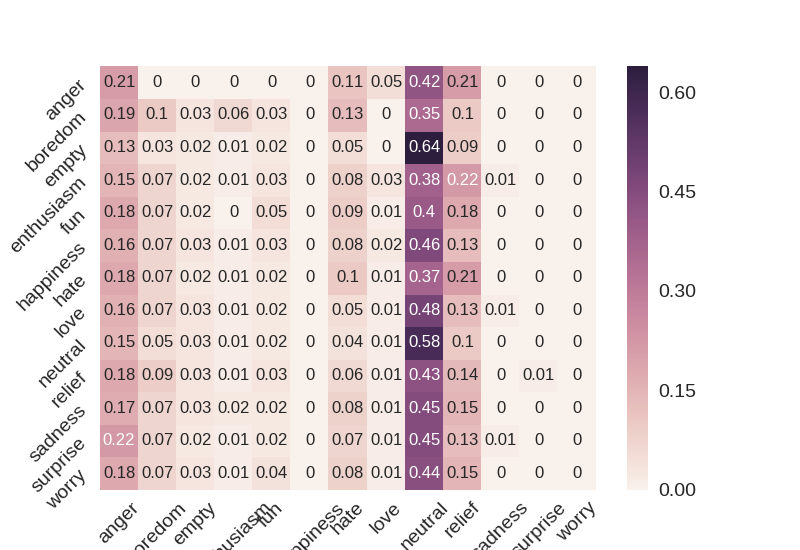 anger 0.21 0 0 0 0 0 0.11 0.05 0.42 0.21 0 0 0
boredom 0.19 0.1 0.03 0.06 0.03 0 0.13 0 0.35 0.1 0 0 0
empty 0.13 0.03 0.02 0.01 0.02 0 0.05 0 0.64 0.09 0 0 0
enthusiasm 0.15 0.07 0.02 0.01 0.03 0 0.08 0.03 0.38 0.22 0.01 0 0
fun 0.18 0.07 0.02 0 0.05 0 0.09 0.01 0.4 0.18 0 0 0
happiness 0.16 0.07 0.03 0.01 0.03 0 0.08 0.02 0.46 0.13 0 0 0
hate 0.18 0.07 0.02 0.01 0.02 0 0.1 0.01 0.37 0.21 0 0 0
love 0.16 0.07 0.03 0.01 0.02 0 0.05 0.01 0.48 0.13 0.01 0 0
neutral 0.15 0.05 0.03 0.01 0.02 0 0.04 0.01 0.58 0.1 0 0 0
relief 0.18 0.09 0.03 0.01 0.03 0 0.06 0.01 0.43 0.14 0 0.01 0
sadness 0.17 0.07 0.03 0.02 0.02 0 0.08 0.01 0.45 0.15 0 0 0
surprise 0.22 0.07 0.02 0.01 0.02 0 0.07 0.01 0.45 0.13 0.01 0 0
worry 0.18 0.07 0.03 0.01 0.04 0 0.08 0.01 0.44 0.15 0 0 0
anger oredom empty husiasm fun ppiness hate love neutral relief sadness surprise worry
0.60
0.45
0.30
0.15
0.00